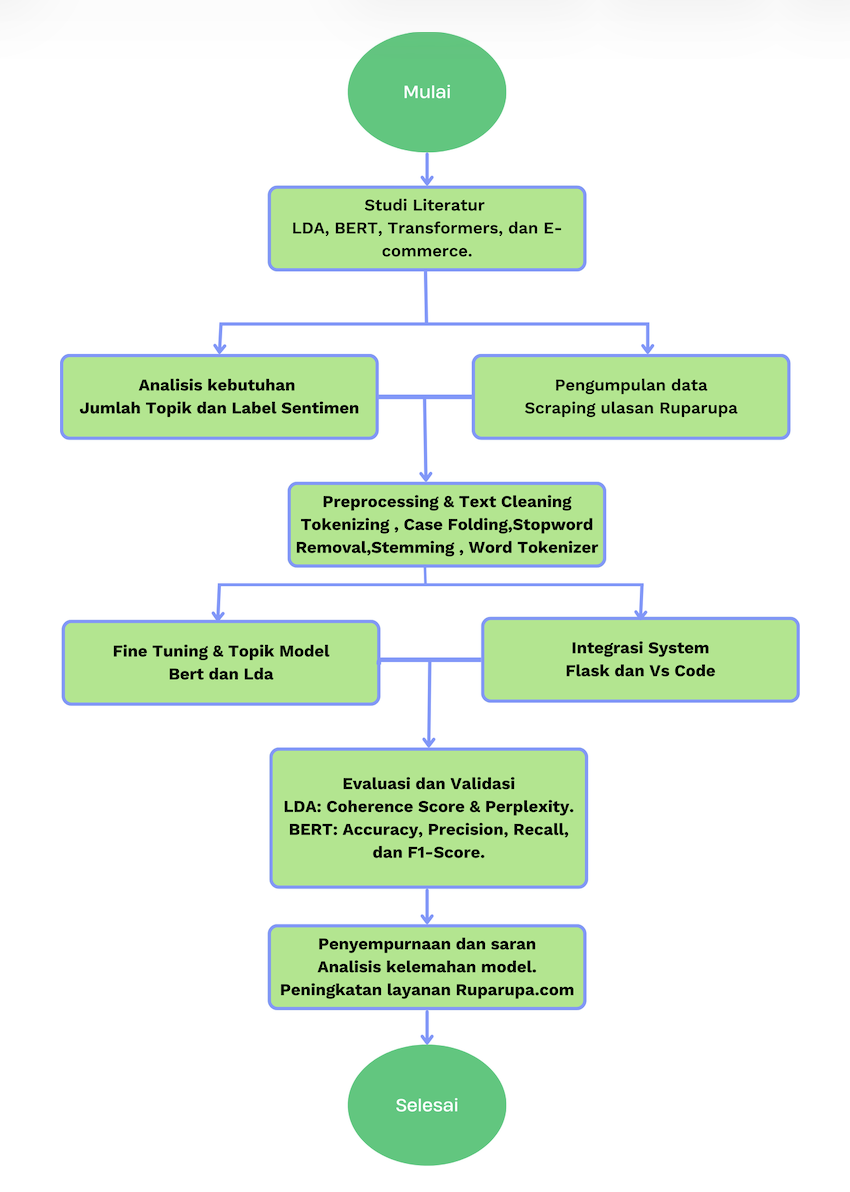 Mulai
Studi Literatur
LDA, BERT, Transformers, dan E-
commerce.
Analisis kebutuhan
Jumlah Topik dan Label Sentimen
Pengumpulan data
Scraping ulasan Ruparupa
Preprocessing & Text Cleaning
Tokenizing , Case Folding,Stopword
Removal,Stemming , Word Tokenizer
Fine Tuning & Topik Model
Bert dan Lda
Integrasi System
Flask dan Vs Code
Evaluasi dan Validasi
LDA: Coherence Score & Perplexity.
BERT: Accuracy, Precision, Recall,
dan F1-Score.
Penyempurnaan dan saran
Analisis kelemahan model.
Peningkatan layanan Ruparupa.com
Selesai